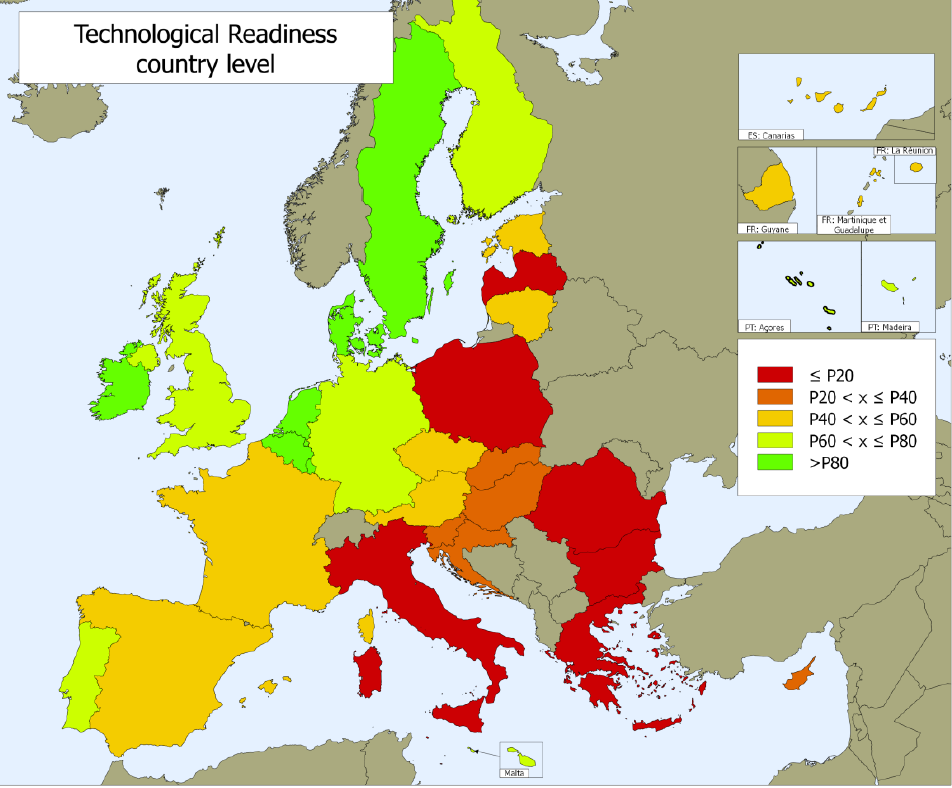 Technological Readiness
country level
ES: Canarias
FR: La Réunion
FR: Guyane
FR: Martinique et
Guadalupe
PT: Açores
PT: Madeira
≤ P20
P20 < x ≤ P40
P40 < x ≤ P60
P60 < x ≤ P80
>P80
Malta